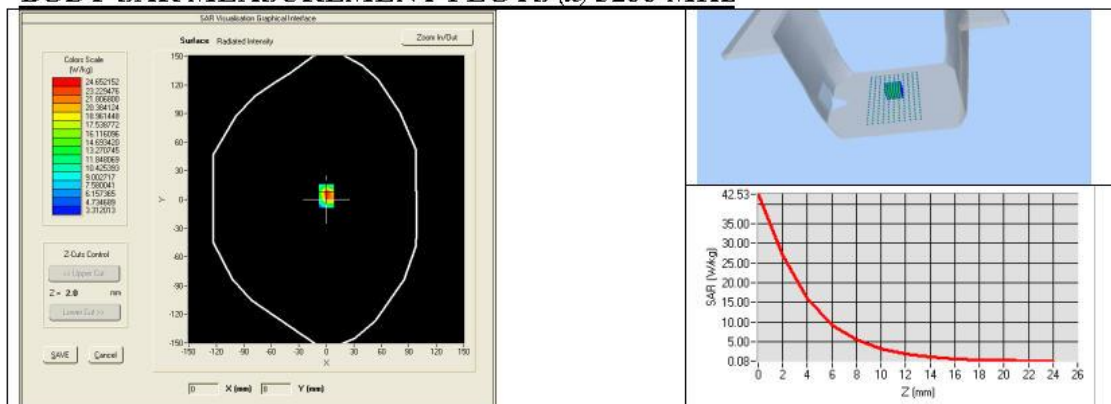 SAR Visualisation Graphical Interface
Surface Radiated Intensity
Zoom In/Out
Colors Scale
(W/kg)
24.652152
23.229476
21.806800
20.384124
18.961448
17.538772
16.116096
14.693420
13.270745
11.848069
10.425393
9.002717
7.580041
6.157365
4.734689
3.312013
150
120
90
60
30
0
-30
-60
-90
-120
-150
Y
-150 -120 -90 -60 -30 0 30 60 90 120 150
X
Z-Cuts Control
<< Upper Cut
Z = 2.0 mm
Lower Cut >>
SAVE Cancel
0 X (mm) 8 Y (mm)
42.53
35.00
30.00
25.00
20.00
15.00
10.00
5.00
0.08
SAR (W/kg)
0 2 4 6 8 10 12 14 16 18 20 22 24 26
Z (mm)